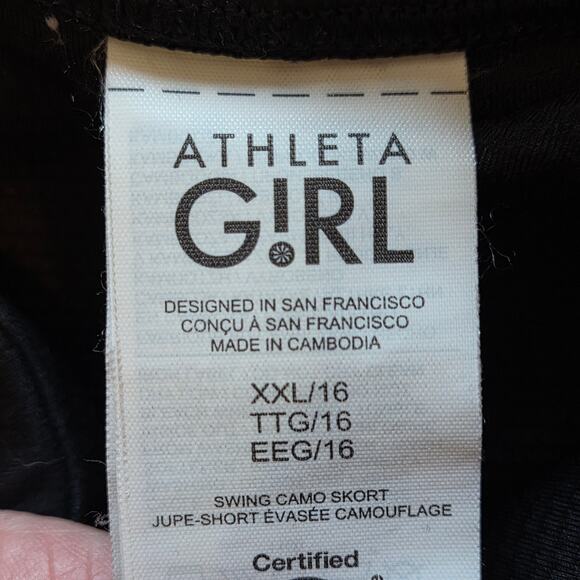 ATHLETA
G!RL
DESIGNED IN SAN FRANCISCO
CONÇU À SAN FRANCISCO
MADE IN CAMBODIA
XXL/16
TTG/16
EEG/16
SWING CAMO SKORT
JUPE-SHORT ÉVASÉE CAMOUFLAGE
Certified